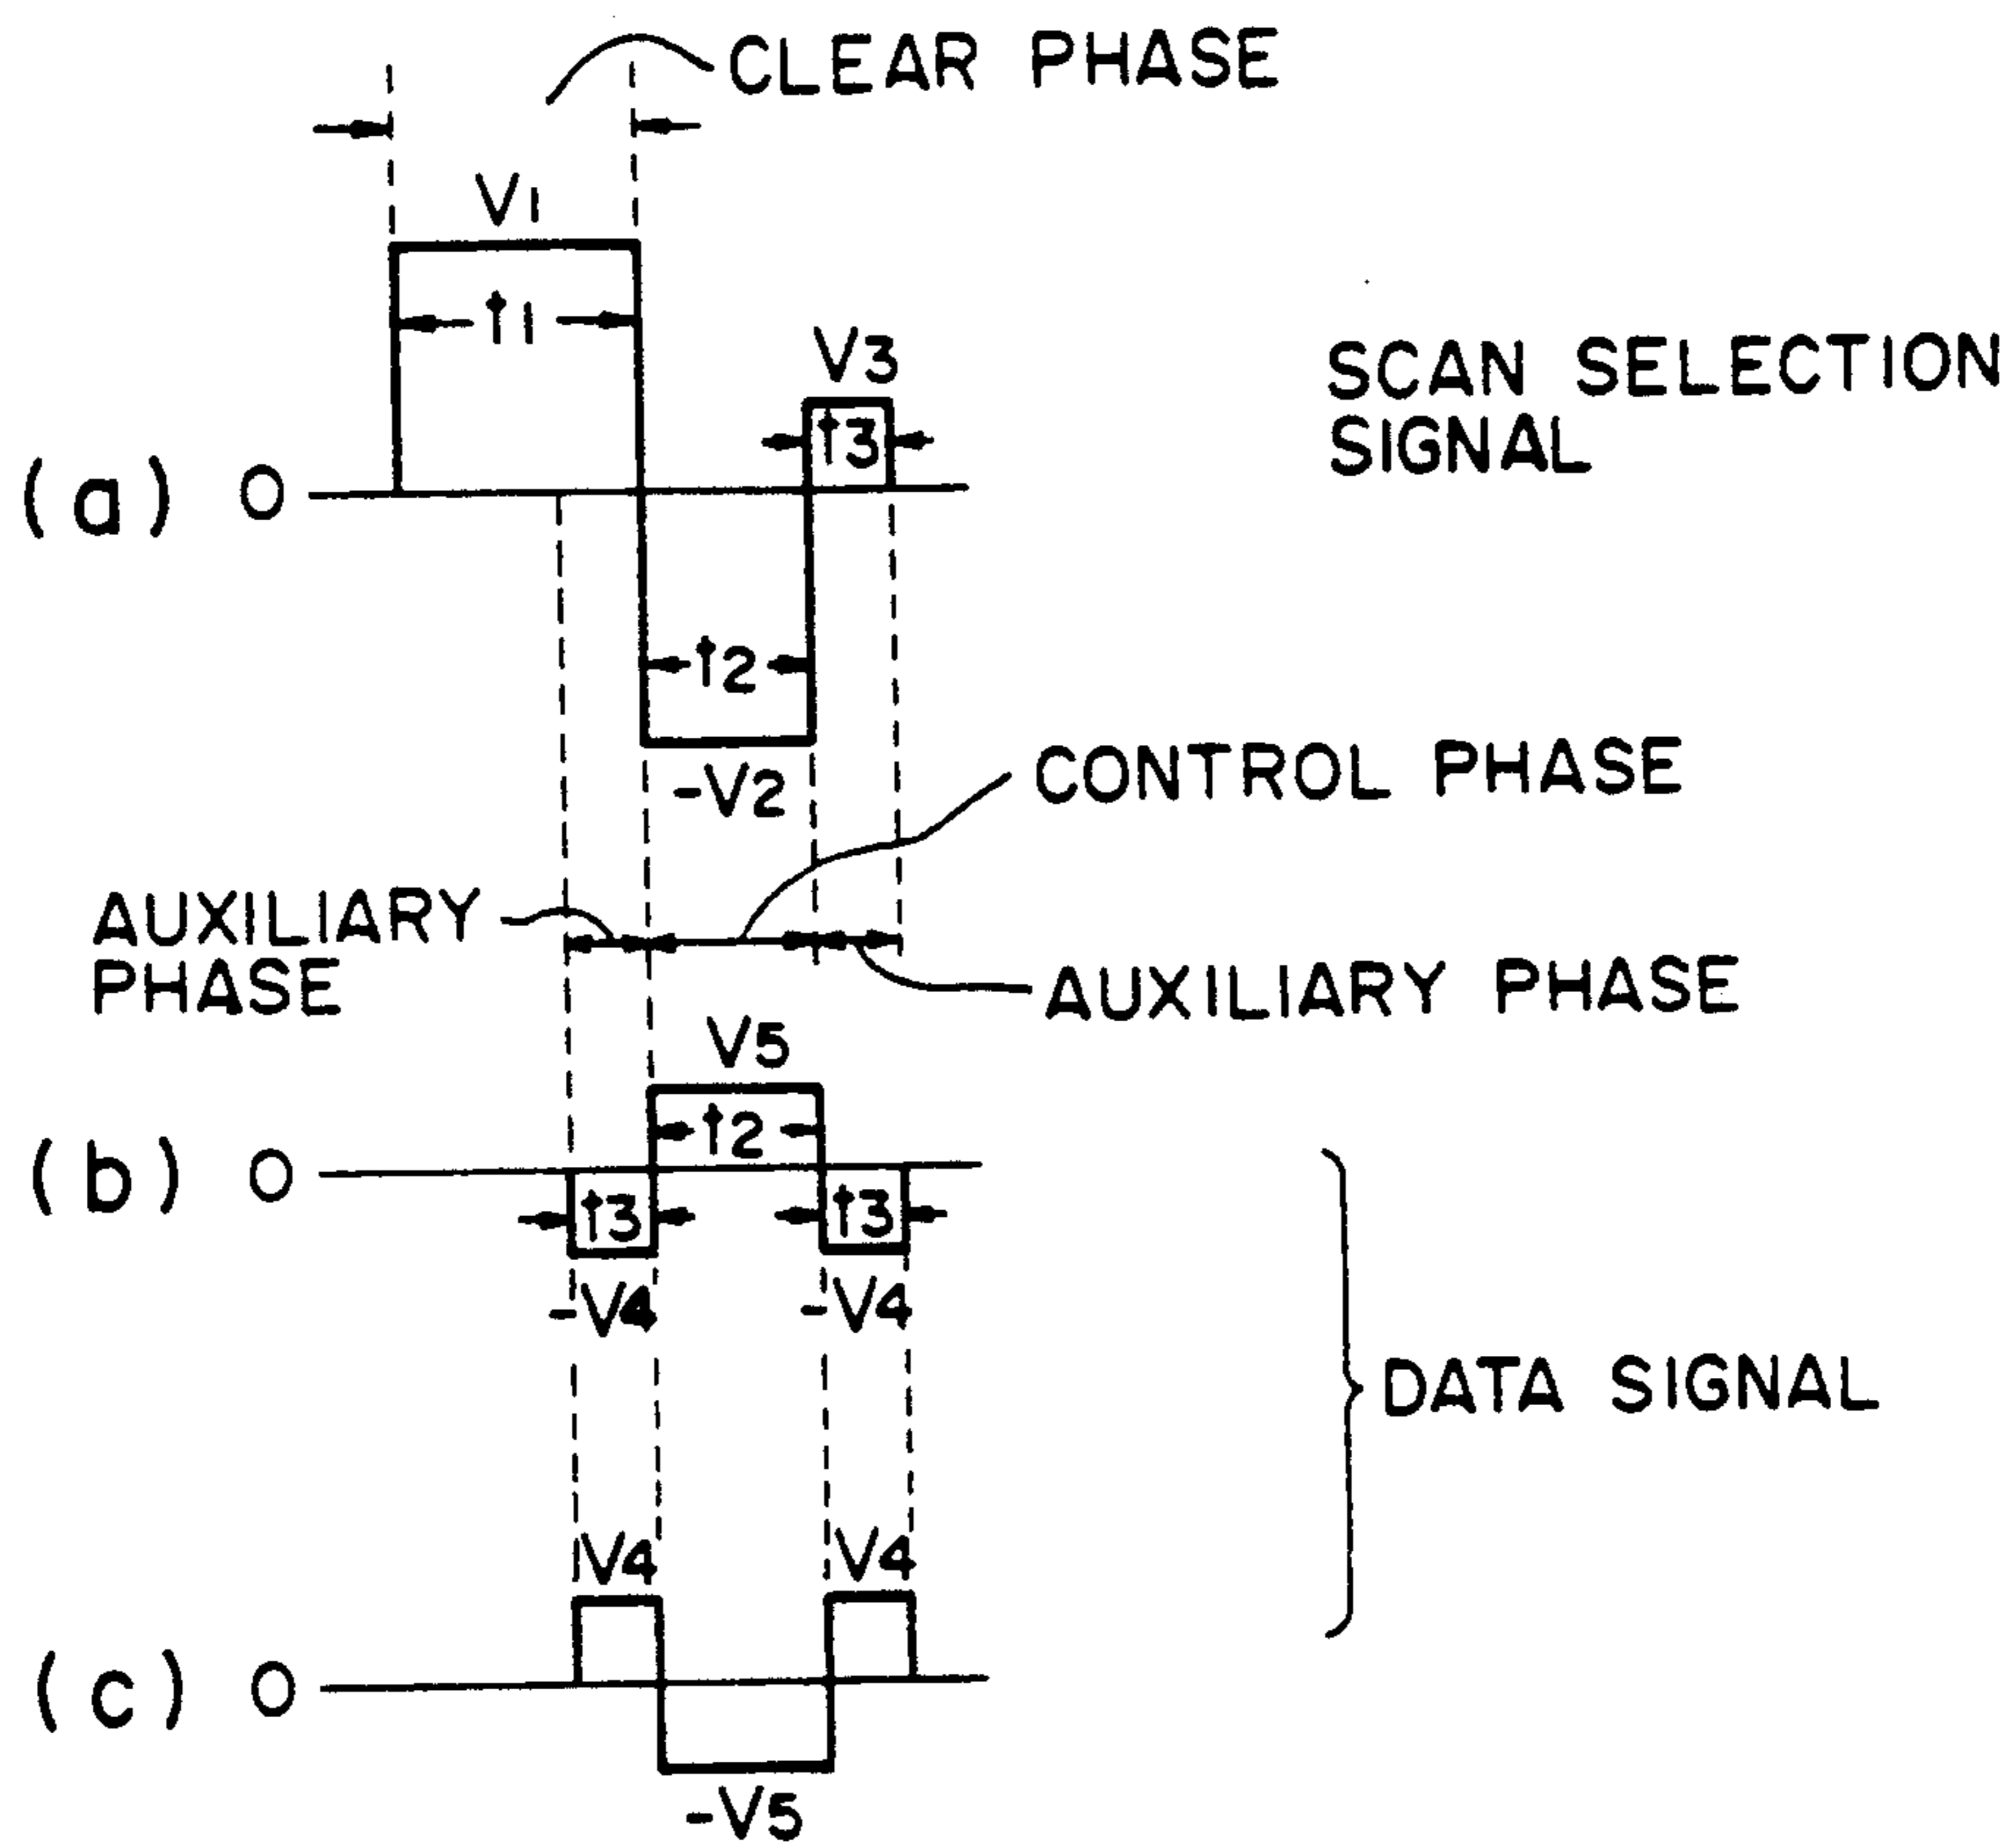 CLEAR PHASE
V1
t1
V3
t3
SCAN SELECTION
SIGNAL
(a) 0
t2
-V2
CONTROL PHASE
AUXILIARY
PHASE
AUXILIARY PHASE
V5
t2
(b) 0
t3
t3
-V4
-V4
DATA SIGNAL
V4
V4
(c) 0
-V5